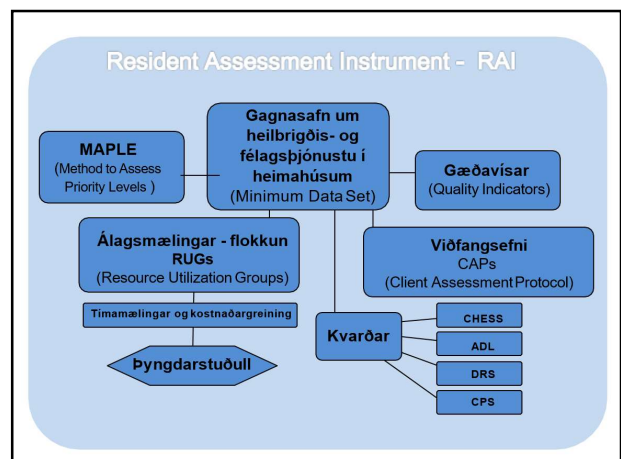 Resident Assessment Instrument - RAI
Gagnasafn um
heilbrigðis- og
félagsþjónustu í
heimahúsum
(Minimum Data Set)
MAPLE
(Method to Assess
Priority Levels )
Gæðavísar
(Quality Indicators)
Álagsmælingar - flokkun
RUGs
(Resource Utilization Groups)
Viðfangsefni
CAPs
(Client Assessment Protocol)
Tímamælingar og kostnaðargreining
Þyngdarstuðull
Kvarðar
CHESS
ADL
DRS
CPS